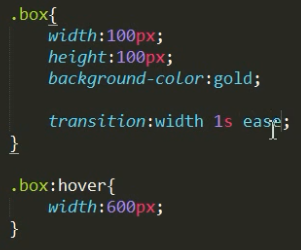 .box{
width:100px;
height:100px;
background-color:gold;
transition:width 1s ease;
}
.box:hover{
width:600px;
}